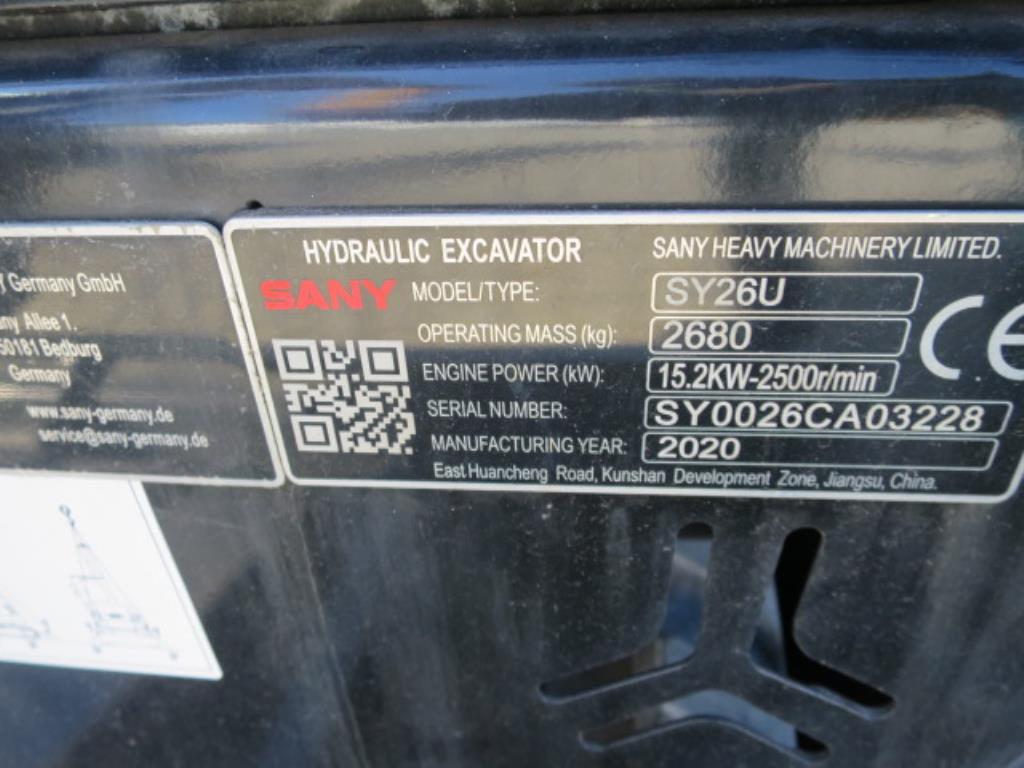 Germany GmbH
Allee 1.
50181 Bedburg
Germany
www.sany-germany.de
service@sany-germany.de
HYDRAULIC EXCAVATOR SANY HEAVY MACHINERY LIMITED.
SANY MODEL/TYPE: SY26U
OPERATING MASS (kg): 2680
ENGINE POWER (kW): 15.2KW-2500r/min
SERIAL NUMBER: SY0026CA03228
MANUFACTURING YEAR: 2020
East Huancheng Road, Kunshan Development Zone, Jiangsu, China.
CE